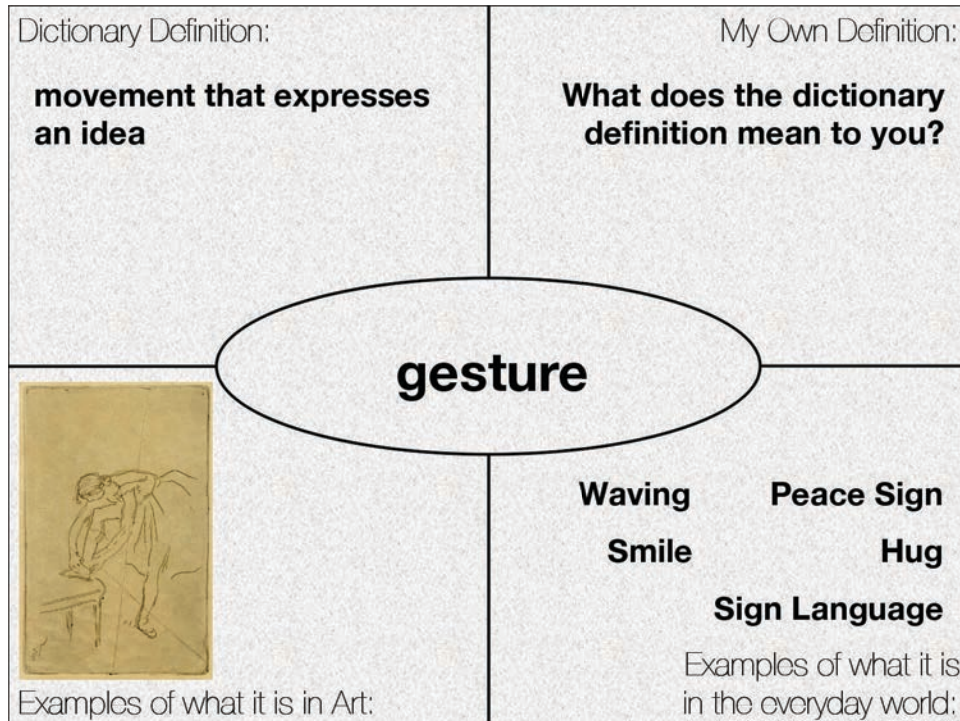 Dictionary Definition:
movement that expresses
an idea
My Own Definition:
What does the dictionary
definition mean to you?
gesture
Examples of what it is in Art:
Waving Peace Sign
Smile Hug
Sign Language
Examples of what it is
in the everyday world: